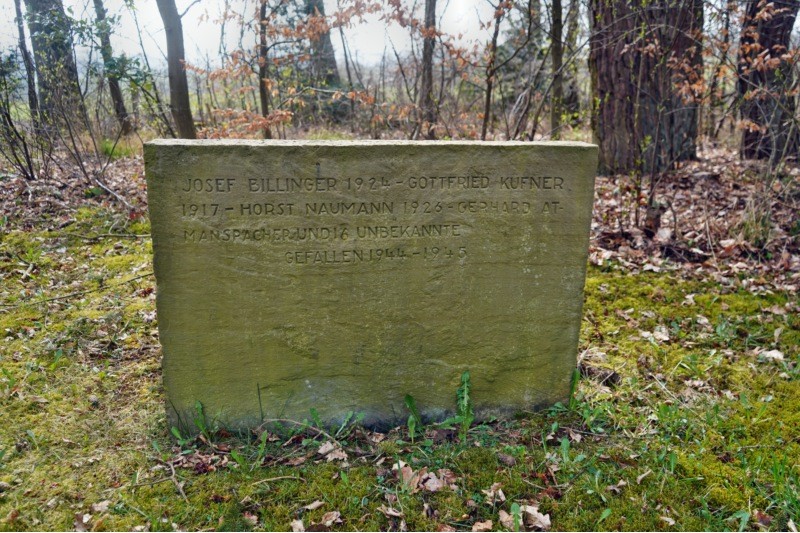 JOSEF BILLINGER 1924 - GOTTFRIED KUFNER
1917 - HORST NAUMANN 1926 - GERHARD AT-
MANSPACHER UND 16 UNBEKANNTE
GEFALLEN 1944 - 1945